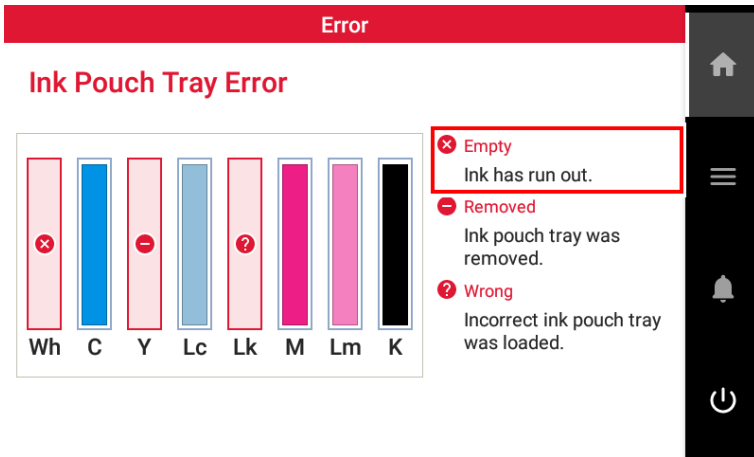 Error
Ink Pouch Tray Error
Empty
Ink has run out.
Removed
Ink pouch tray was
removed.
Wrong
Incorrect ink pouch tray
was loaded.
Wh C Y Lc Lk M Lm K